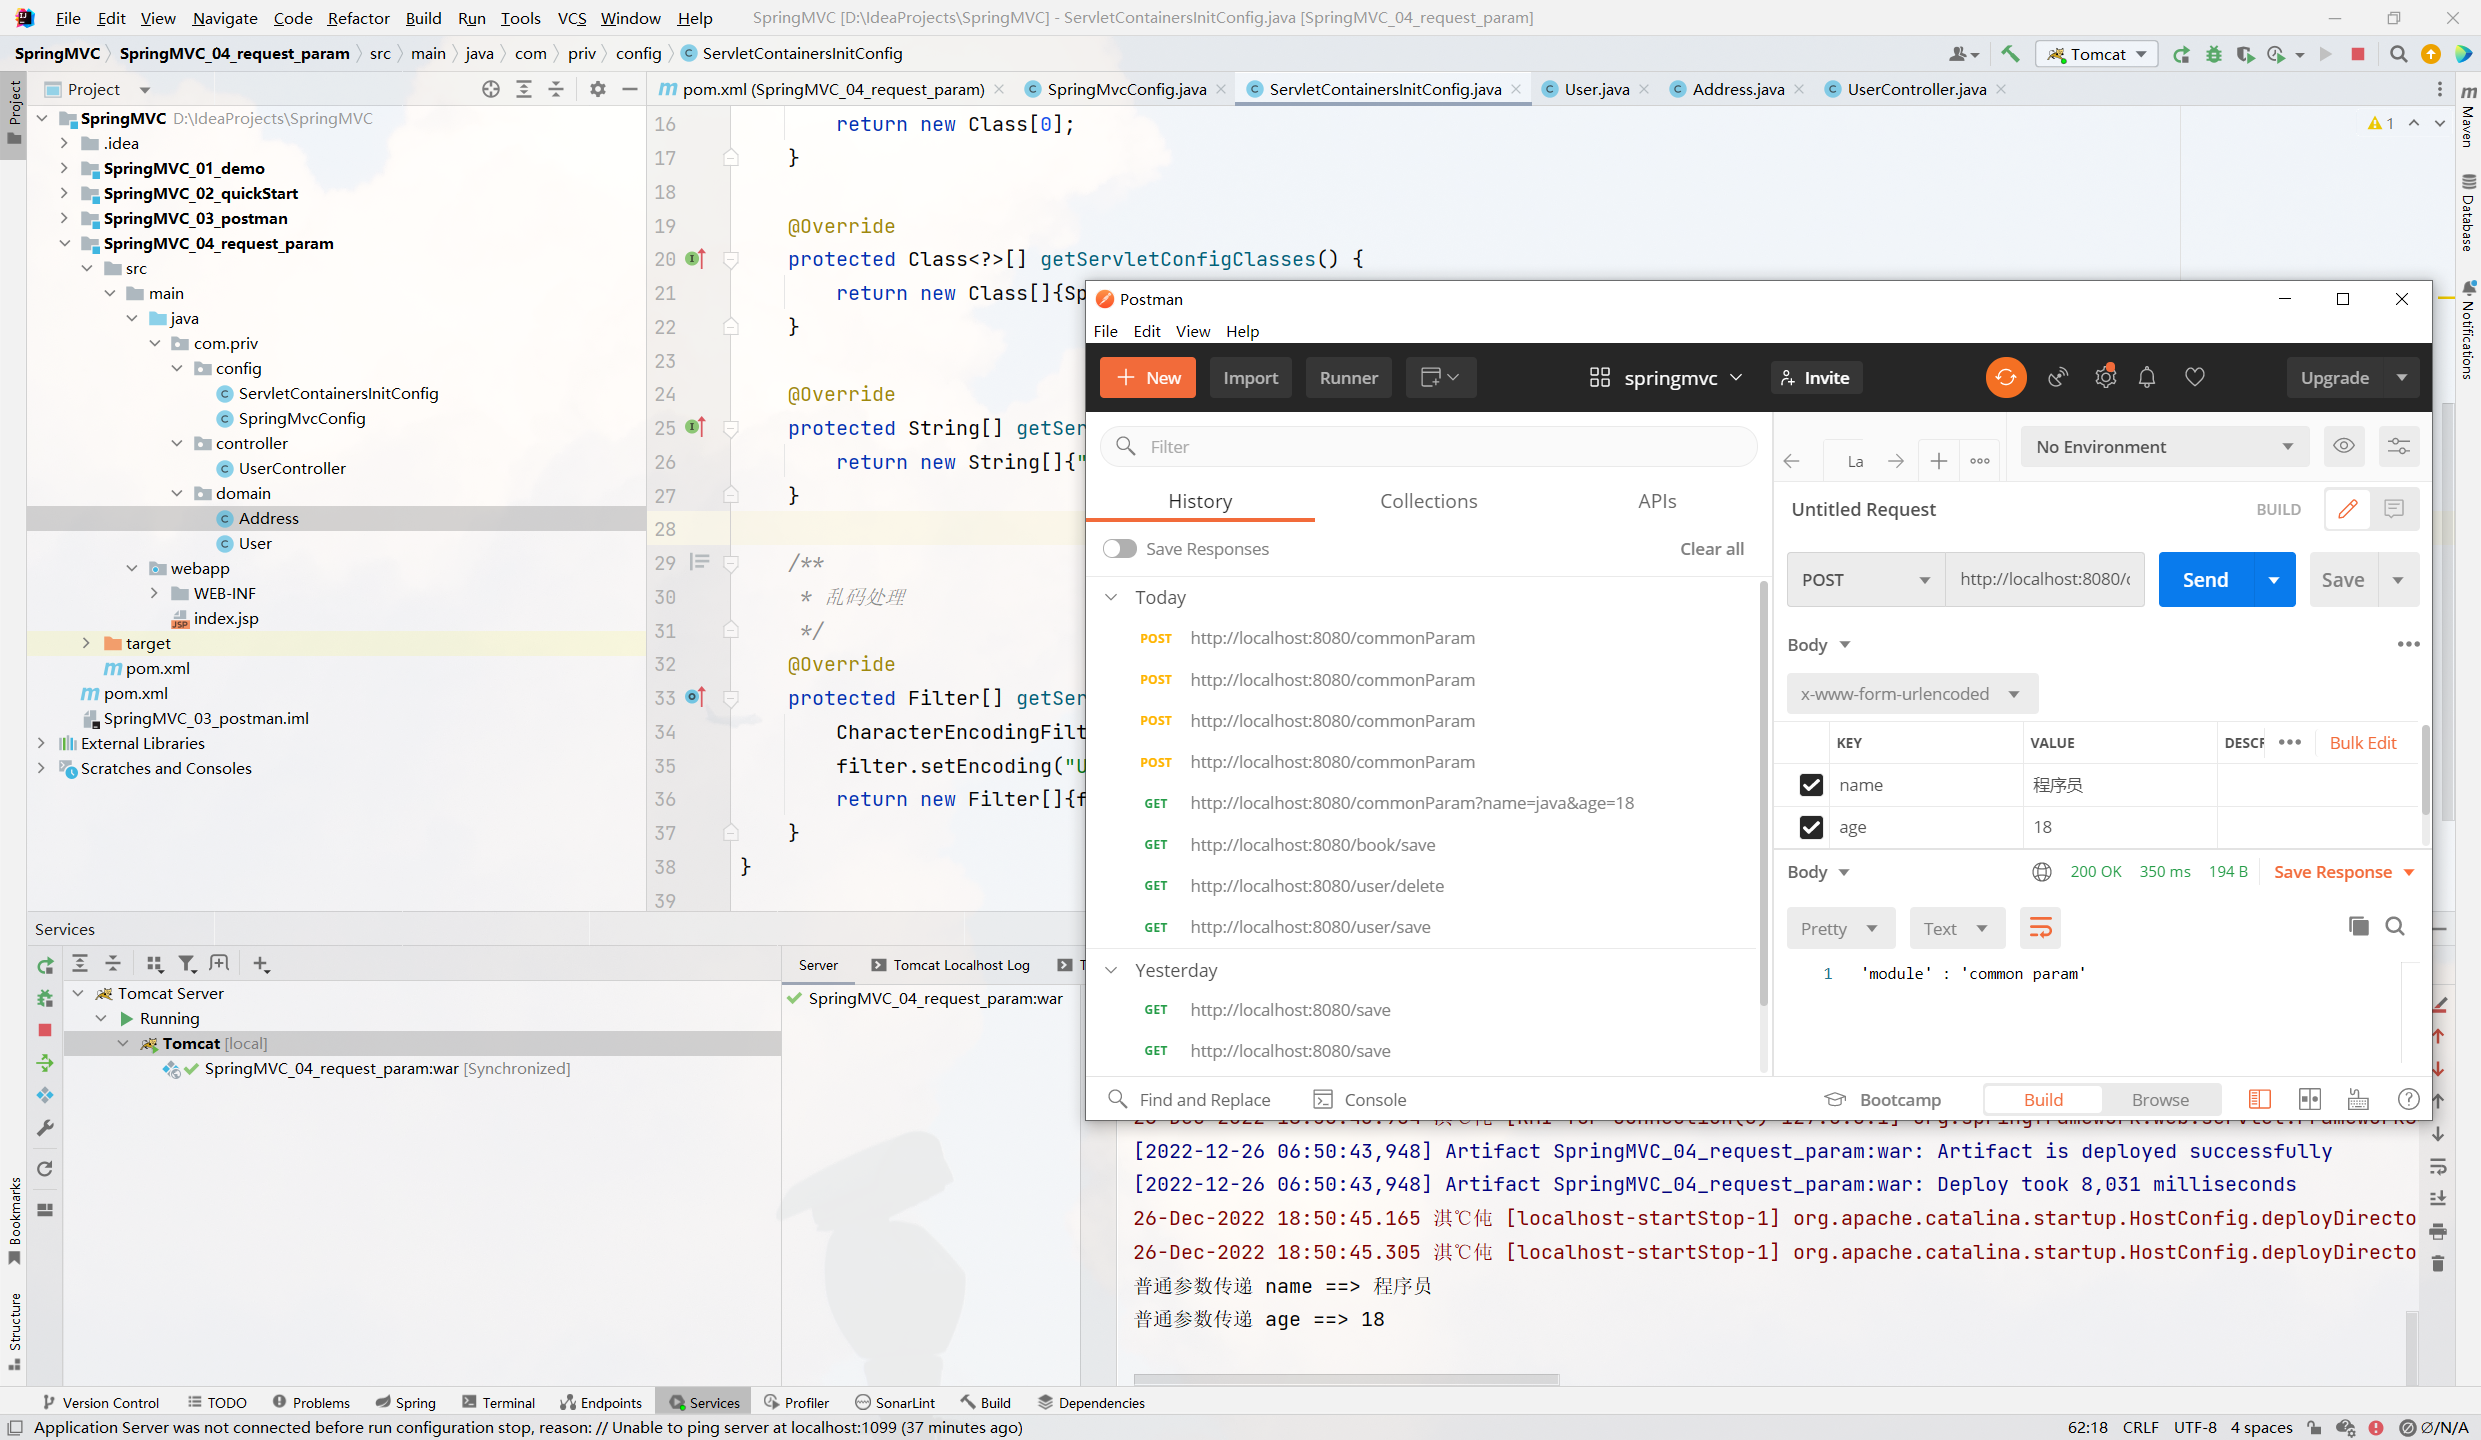 File Edit View Navigate Code Refactor Build Run Tools VCS Window Help SpringMVC [D:\IdeaProjects\SpringMVC] - ServletContainersInitConfig.java [SpringMVC_04_request_param]
SpringMVC SpringMVC_04_request_param src main java com priv config ServletContainersInitConfig Tomcat
Project
pom.xml (SpringMVC_04_request_param) SpringMvcConfig.java ServletContainersInitConfig.java User.java Address.java UserController.java
Project
SpringMVC D:\IdeaProjects\SpringMVC
.idea
SpringMVC_01_demo
SpringMVC_02_quickStart
SpringMVC_03_postman
SpringMVC_04_request_param
src
main
java
com.priv
config
ServletContainersInitConfig
SpringMvcConfig
controller
UserController
domain
Address
User
webapp
WEB-INF
index.jsp
target
pom.xml
pom.xml
SpringMVC_03_postman.iml
External Libraries
Scratches and Consoles
1
16 return new Class[0];
17 }
18
19 @Override
20 protected Class<?>[] getServletConfigClasses() {
21 return new Class[]{Sp
22 }
23
24 @Override
25 protected String[] getSer
26 return new String[]{"
27 }
28
29 /**
30 * 乱码处理
31 */
32 @Override
33 protected Filter[] getSer
34 CharacterEncodingFilt
35 filter.setEncoding("U
36 return new Filter[]{f
37 }
38 }
39
Maven
Database
Notifications
Postman
File Edit View Help
New Import Runner springmvc Invite Upgrade
Filter
History Collections APIs
Save Responses Clear all
Today
POST http://localhost:8080/commonParam
POST http://localhost:8080/commonParam
POST http://localhost:8080/commonParam
POST http://localhost:8080/commonParam
GET http://localhost:8080/commonParam?name=java&age=18
GET http://localhost:8080/book/save
GET http://localhost:8080/user/delete
GET http://localhost:8080/user/save
Yesterday
GET http://localhost:8080/save
GET http://localhost:8080/save
La No Environment
Untitled Request BUILD
POST http://localhost:8080/c Send Save
Body
x-www-form-urlencoded
KEY VALUE DESCR Bulk Edit
name 程序员
age 18
Body 200 OK 350 ms 194 B Save Response
Pretty Text
1 'module' : 'common param'
Find and Replace Console Bootcamp Build Browse
Services
Server Tomcat Localhost Log T
Tomcat Server
Running
Tomcat [local]
SpringMVC_04_request_param:war [Synchronized]
SpringMVC_04_request_param:war
[2022-12-26 06:50:43,948] Artifact SpringMVC_04_request_param:war: Artifact is deployed successfully
[2022-12-26 06:50:43,948] Artifact SpringMVC_04_request_param:war: Deploy took 8,031 milliseconds
26-Dec-2022 18:50:45.165 淇℃伅 [localhost-startStop-1] org.apache.catalina.startup.HostConfig.deployDirecto
26-Dec-2022 18:50:45.305 淇℃伅 [localhost-startStop-1] org.apache.catalina.startup.HostConfig.deployDirecto
普通参数传递 name ==> 程序员
普通参数传递 age ==> 18
Bookmarks
Structure
Version Control TODO Problems Spring Terminal Endpoints Services Profiler SonarLint Build Dependencies
Application Server was not connected before run configuration stop, reason: // Unable to ping server at localhost:1099 (37 minutes ago) 62:18 CRLF UTF-8 4 spaces Ø/N/A